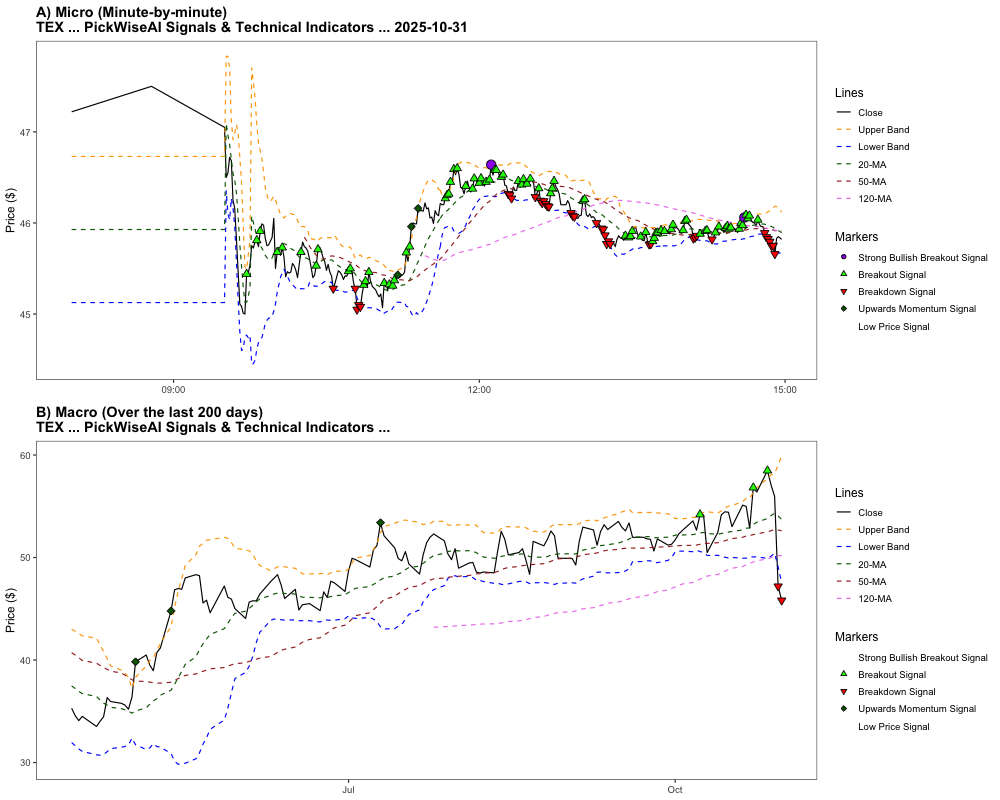 A) Micro (Minute-by-minute)
TEX ... PickWiseAI Signals & Technical Indicators ... 2025-10-31
Price ($)
47
46
45
09:00
12:00
15:00
Lines
Close
Upper Band
Lower Band
20-MA
50-MA
120-MA
Markers
Strong Bullish Breakout Signal
Breakout Signal
Breakdown Signal
Upwards Momentum Signal
Low Price Signal
B) Macro (Over the last 200 days)
TEX ... PickWiseAI Signals & Technical Indicators ...
Price ($)
60
50
40
30
Jul
Oct
Lines
Close
Upper Band
Lower Band
20-MA
50-MA
120-MA
Markers
Strong Bullish Breakout Signal
Breakout Signal
Breakdown Signal
Upwards Momentum Signal
Low Price Signal